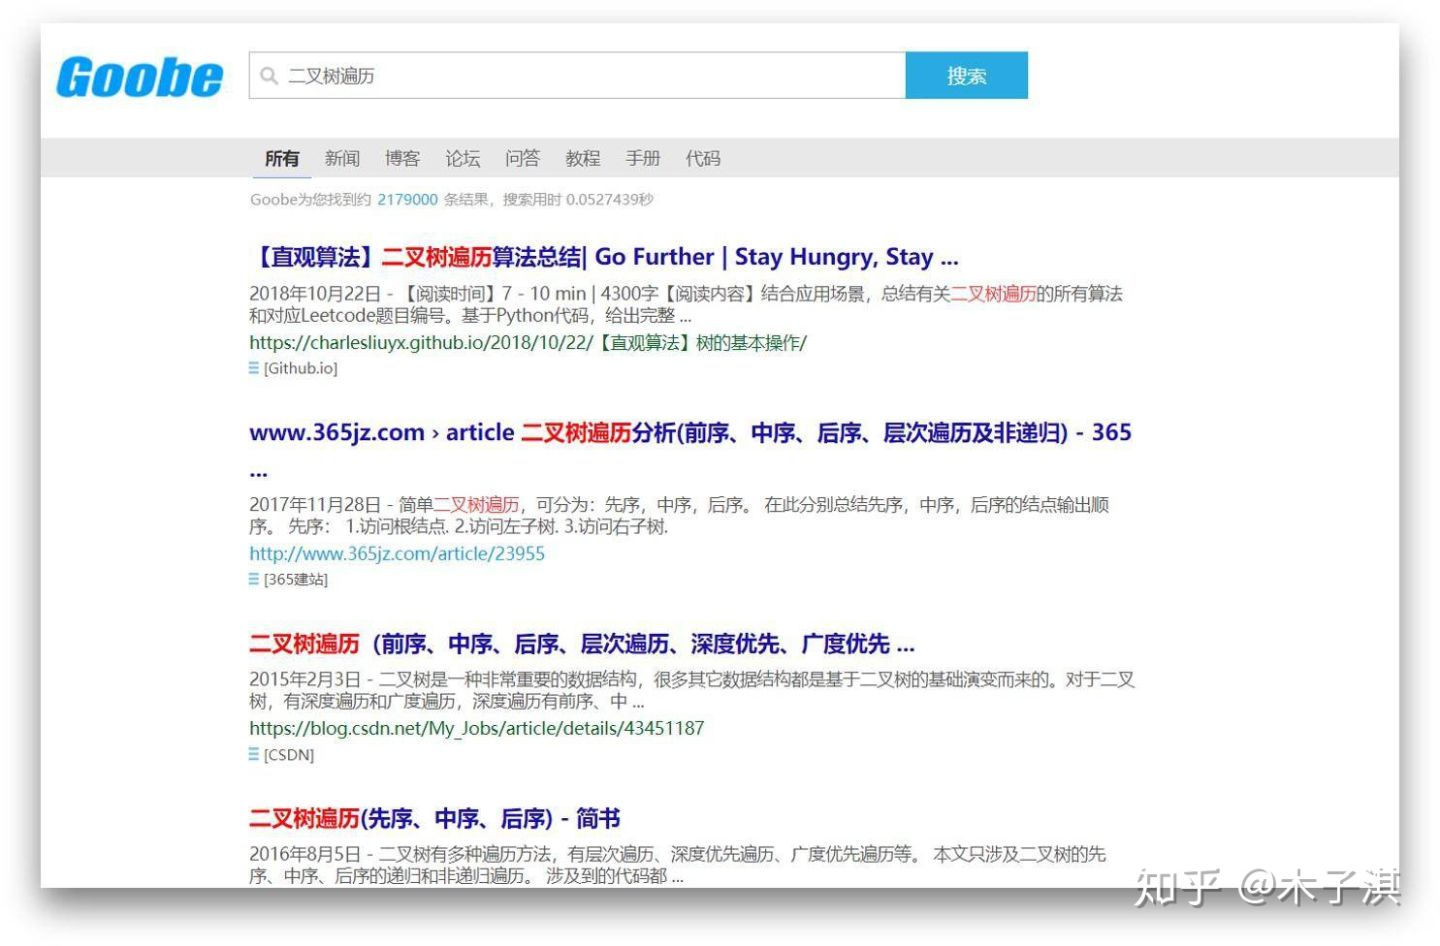 Goobe
二叉树遍历
搜索
所有 新闻 博客 论坛 问答 教程 手册 代码
Goobe为您找到约 2179000 条结果，搜索用时 0.0527439秒
【直观算法】二叉树遍历算法总结| Go Further | Stay Hungry, Stay ...
2018年10月22日 - 【阅读时间】7 - 10 min | 4300字【阅读内容】结合应用场景，总结有关二叉树遍历的所有算法
和对应Leetcode题目编号。基于Python代码，给出完整 ...
https://charlesliuyx.github.io/2018/10/22/【直观算法】树的基本操作/
[Github.io]
www.365jz.com › article 二叉树遍历分析(前序、中序、后序、层次遍历及非递归) - 365
...
2017年11月28日 - 简单二叉树遍历，可分为：先序，中序，后序。 在此分别总结先序，中序，后序的结点输出顺
序。 先序： 1.访问根结点. 2.访问左子树. 3.访问右子树.
http://www.365jz.com/article/23955
[365建站]
二叉树遍历（前序、中序、后序、层次遍历、深度优先、广度优先 ...
2015年2月3日 - 二叉树是一种非常重要的数据结构，很多其它数据结构都是基于二叉树的基础演变而来的。对于二叉
树，有深度遍历和广度遍历，深度遍历有前序、中 ...
https://blog.csdn.net/My_Jobs/article/details/43451187
[CSDN]
二叉树遍历(先序、中序、后序) - 简书
2016年8月5日 - 二叉树有多种遍历方法，有层次遍历、深度优先遍历、广度优先遍历等。 本文只涉及二叉树的先
序、中序、后序的递归和非递归遍历。 涉及到的代码都 ...
知乎 @木子淇